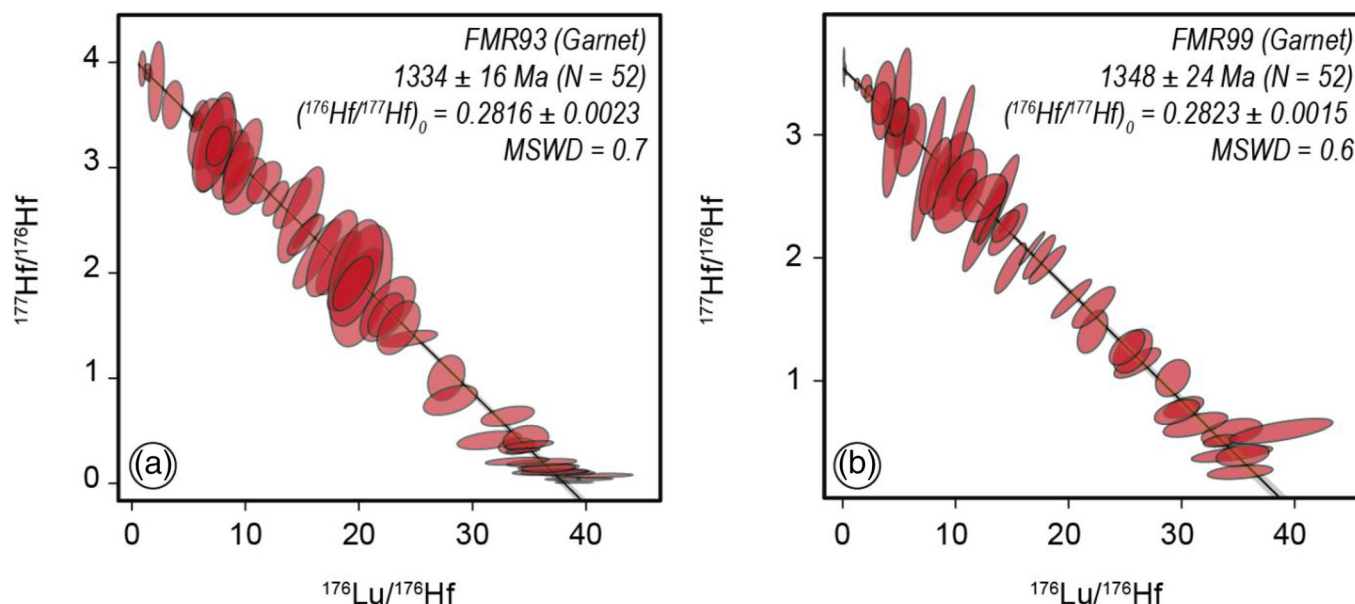 FMR93 (Garnet)
1334 ± 16 Ma (N = 52)
(¹⁷⁶Hf/¹⁷⁷Hf)₀ = 0.2816 ± 0.0023
MSWD = 0.7
4
3
2
1
0
¹⁷⁷Hf/¹⁷⁶Hf
(a)
0 10 20 30 40
¹⁷⁶Lu/¹⁷⁶Hf
FMR99 (Garnet)
1348 ± 24 Ma (N = 52)
(¹⁷⁶Hf/¹⁷⁷Hf)₀ = 0.2823 ± 0.0015
MSWD = 0.6
3
2
1
¹⁷⁷Hf/¹⁷⁶Hf
(b)
0 10 20 30 40
¹⁷⁶Lu/¹⁷⁶Hf